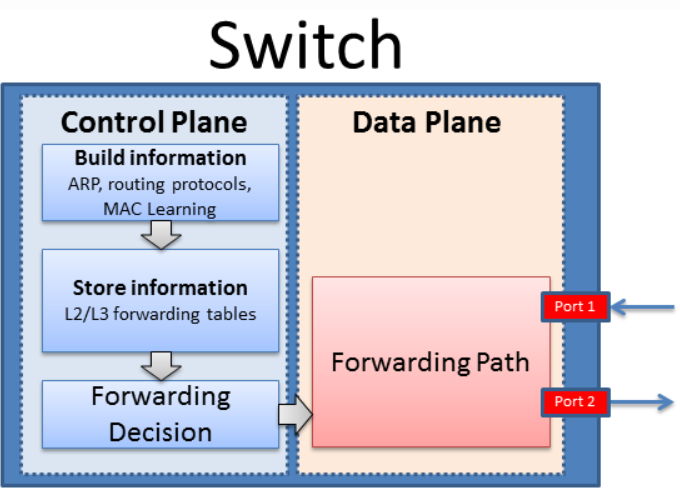 Switch
Control Plane
Build information
ARP, routing protocols,
MAC Learning
Store information
L2/L3 forwarding tables
Forwarding
Decision
Data Plane
Forwarding Path
Port 1
Port 2